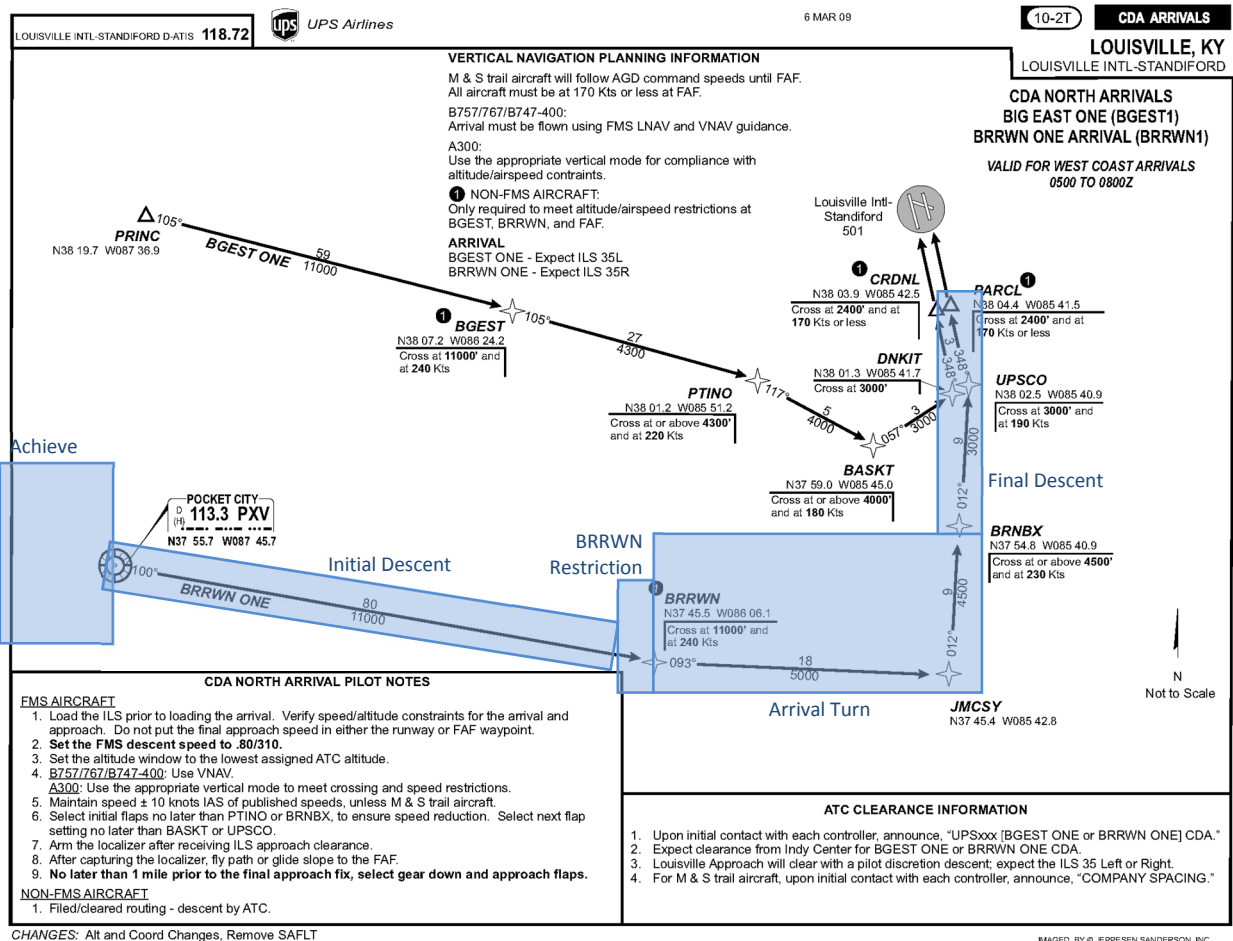 LOUISVILLE INTL-STANDIFORD D-ATIS 118.72
ups
UPS Airlines
6 MAR 09
10-2T
CDA ARRIVALS
LOUISVILLE, KY
LOUISVILLE INTL-STANDIFORD
CDA NORTH ARRIVALS
BIG EAST ONE (BGEST1)
BRRWN ONE ARRIVAL (BRRWN1)
VALID FOR WEST COAST ARRIVALS
0500 TO 0800Z
VERTICAL NAVIGATION PLANNING INFORMATION
M & S trail aircraft will follow AGD command speeds until FAF.
All aircraft must be at 170 Kts or less at FAF.
B757/767/B747-400:
Arrival must be flown using FMS LNAV and VNAV guidance.
A300:
Use the appropriate vertical mode for compliance with
altitude/airspeed contraints.
1 NON-FMS AIRCRAFT:
Only required to meet altitude/airspeed restrictions at
BGEST, BRRWN, and FAF.
ARRIVAL
BGEST ONE - Expect ILS 35L
BRRWN ONE - Expect ILS 35R
Louisville Intl-
Standiford
501
105°
PRINC
N38 19.7 W087 36.9
BGEST ONE
59
11000
1
BGEST
N38 07.2 W086 24.2
Cross at 11000' and
at 240 Kts
105°
27
4300
PTINO
N38 01.2 W085 51.2
Cross at or above 4300'
and at 220 Kts
117°
5
4000
BASKT
N37 59.0 W085 45.0
Cross at or above 4000'
and at 180 Kts
057°
3
3000
1
CRDNL
N38 03.9 W085 42.5
Cross at 2400' and at
170 Kts or less
PARCL 1
N38 04.4 W085 41.5
Cross at 2400' and at
170 Kts or less
DNKIT
N38 01.3 W085 41.7
Cross at 3000'
3
348°
348°
UPSCO
N38 02.5 W085 40.9
Cross at 3000' and
at 190 Kts
9
3000
012°
Final Descent
BRNBX
N37 54.8 W085 40.9
Cross at or above 4500'
and at 230 Kts
9
4500
012°
Achieve
POCKET CITY
D
(H)
113.3 PXV
N37 55.7 W087 45.7
100°
BRRWN ONE
Initial Descent
80
11000
BRRWN
Restriction
1
BRRWN
N37 45.5 W086 06.1
Cross at 11000' and
at 240 Kts
093°
18
5000
Arrival Turn
JMCSY
N37 45.4 W085 42.8
N
Not to Scale
CDA NORTH ARRIVAL PILOT NOTES
FMS AIRCRAFT
1. Load the ILS prior to loading the arrival. Verify speed/altitude constraints for the arrival and
approach. Do not put the final approach speed in either the runway or FAF waypoint.
2. Set the FMS descent speed to .80/310.
3. Set the altitude window to the lowest assigned ATC altitude.
4. B757/767/B747-400: Use VNAV.
A300: Use the appropriate vertical mode to meet crossing and speed restrictions.
5. Maintain speed ± 10 knots IAS of published speeds, unless M & S trail aircraft.
6. Select initial flaps no later than PTINO or BRNBX, to ensure speed reduction. Select next flap
setting no later than BASKT or UPSCO.
7. Arm the localizer after receiving ILS approach clearance.
8. After capturing the localizer, fly path or glide slope to the FAF.
9. No later than 1 mile prior to the final approach fix, select gear down and approach flaps.
NON-FMS AIRCRAFT
1. Filed/cleared routing - descent by ATC.
ATC CLEARANCE INFORMATION
1. Upon initial contact with each controller, announce, "UPSxxx [BGEST ONE or BRRWN ONE] CDA."
2. Expect clearance from Indy Center for BGEST ONE or BRRWN ONE CDA.
3. Louisville Approach will clear with a pilot discretion descent; expect the ILS 35 Left or Right.
4. For M & S trail aircraft, upon initial contact with each controller, announce, "COMPANY SPACING."
CHANGES: Alt and Coord Changes, Remove SAFLT
IMAGED BY © JEPPESEN SANDERSON, INC